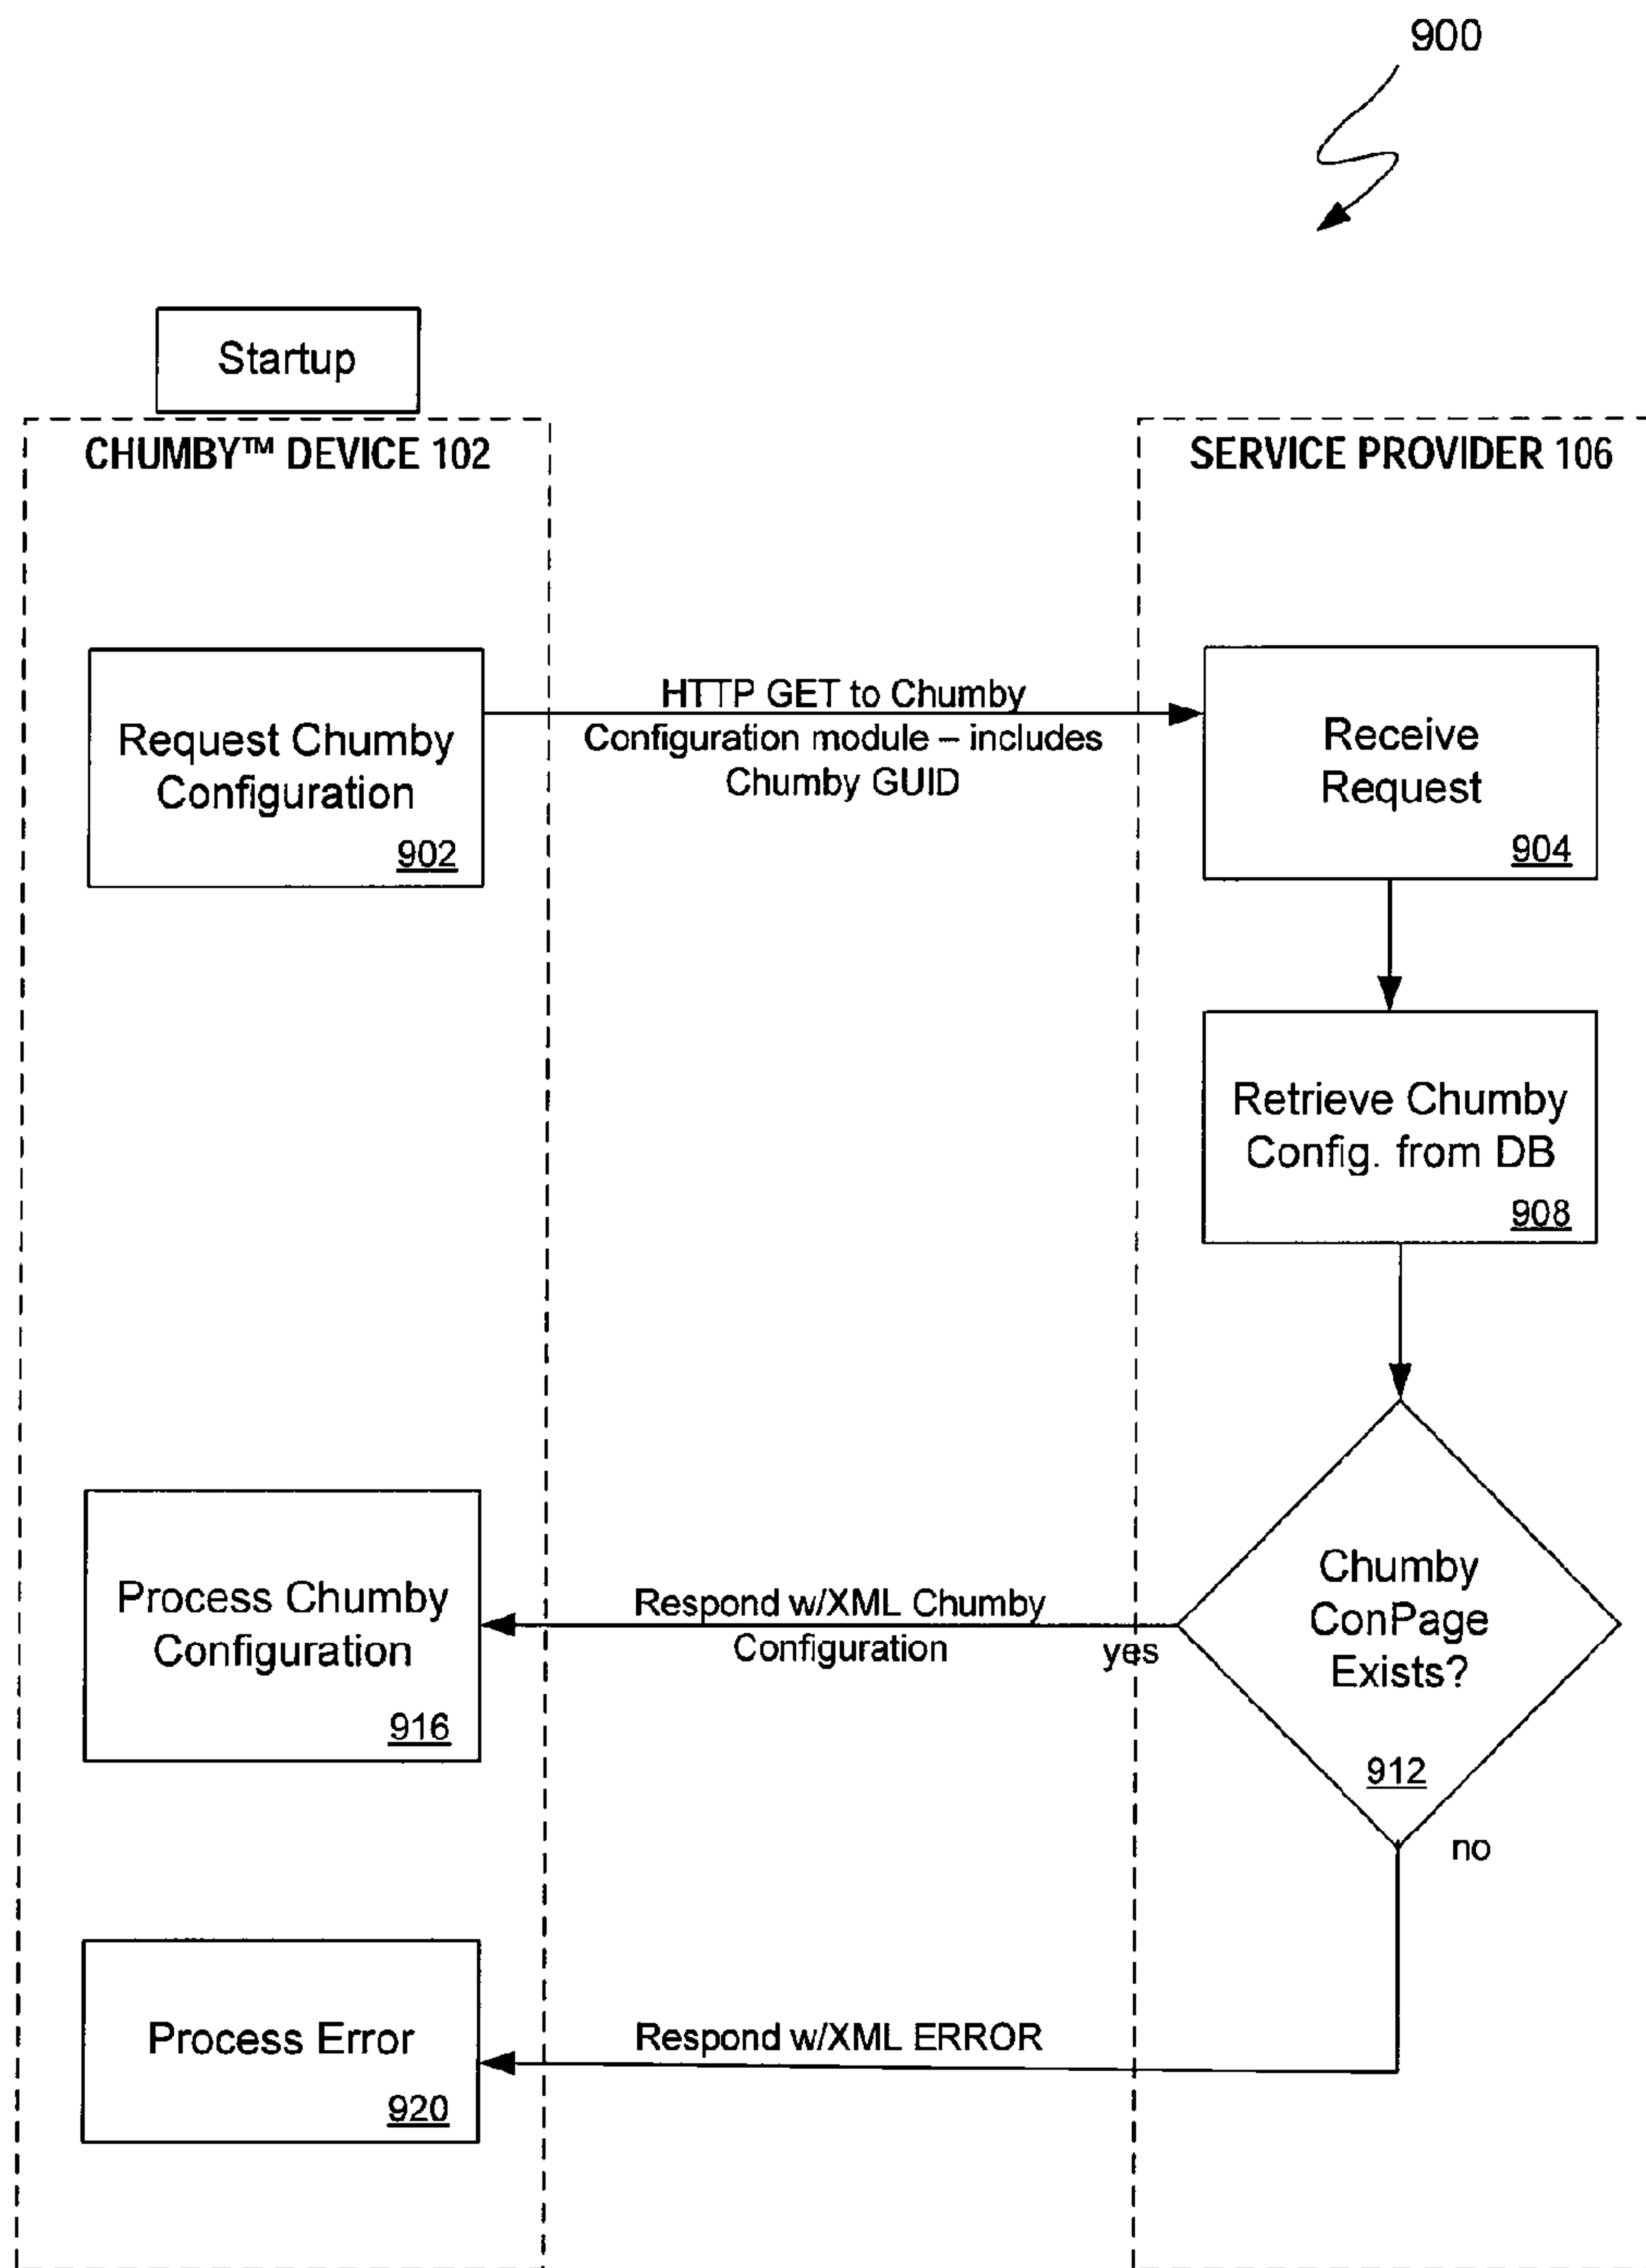 900
Startup
CHUMBY™ DEVICE 102
SERVICE PROVIDER 106
Request Chumby
Configuration
902
HTTP GET to Chumby
Configuration module – includes
Chumby GUID
Receive
Request
904
Retrieve Chumby
Config. from DB
908
Chumby
ConPage
Exists?
912
yes
Respond w/XML Chumby
Configuration
Process Chumby
Configuration
916
no
Respond w/XML ERROR
Process Error
920